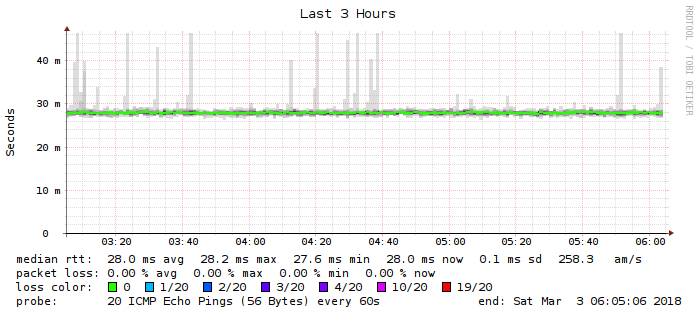 Last 3 Hours
RRDTOOL / TOBI OETIKER
Seconds
40 m
30 m
20 m
10 m
0
03:20 03:40 04:00 04:20 04:40 05:00 05:20 05:40 06:00
median rtt: 28.0 ms avg 28.2 ms max 27.6 ms min 28.0 ms now 0.1 ms sd 258.3 am/s
packet loss: 0.00 % avg 0.00 % max 0.00 % min 0.00 % now
loss color: 0 1/20 2/20 3/20 4/20 10/20 19/20
probe: 20 ICMP Echo Pings (56 Bytes) every 60s end: Sat Mar 3 06:05:06 2018